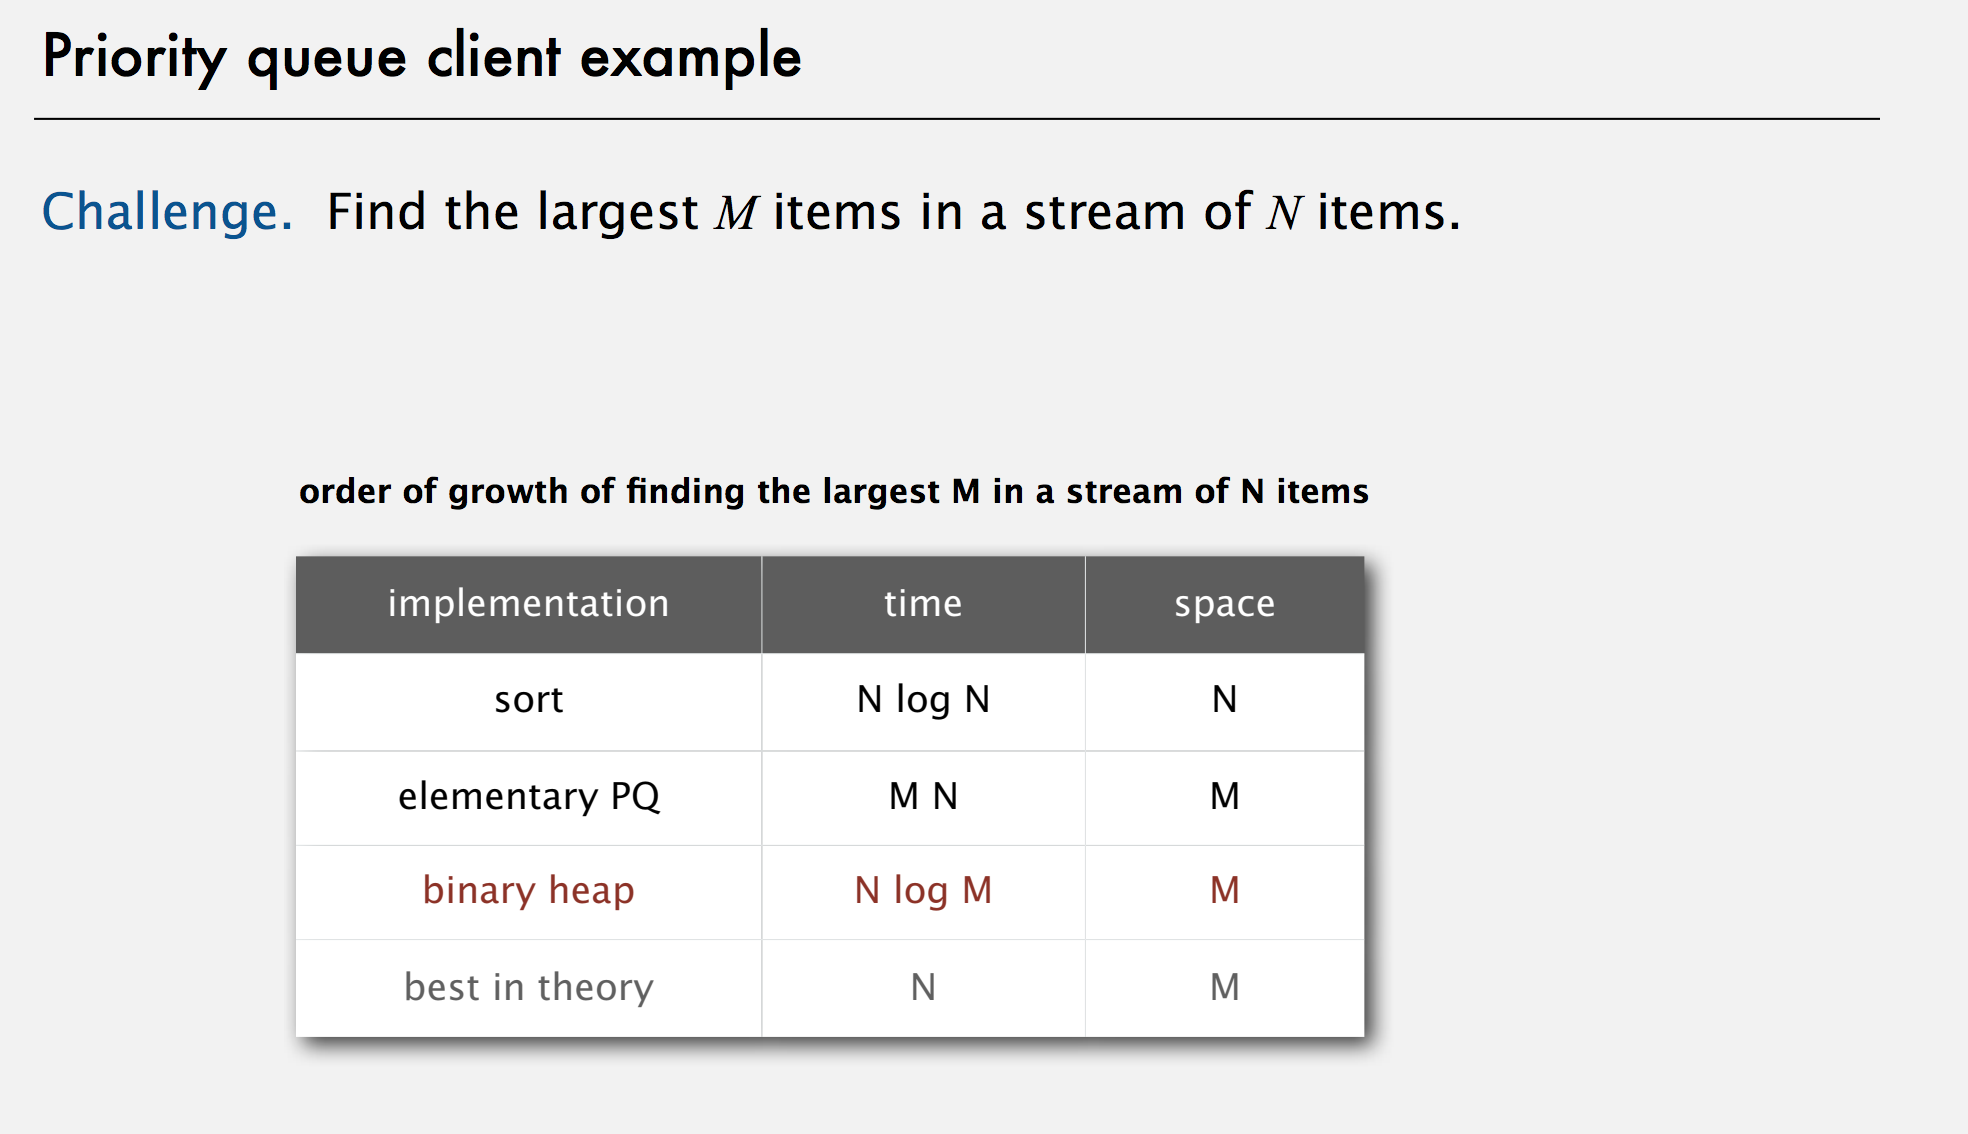 Priority queue client example
Challenge. Find the largest M items in a stream of N items.
order of growth of finding the largest M in a stream of N items
implementation time space
sort N log N N
elementary PQ M N M
binary heap N log M M
best in theory N M